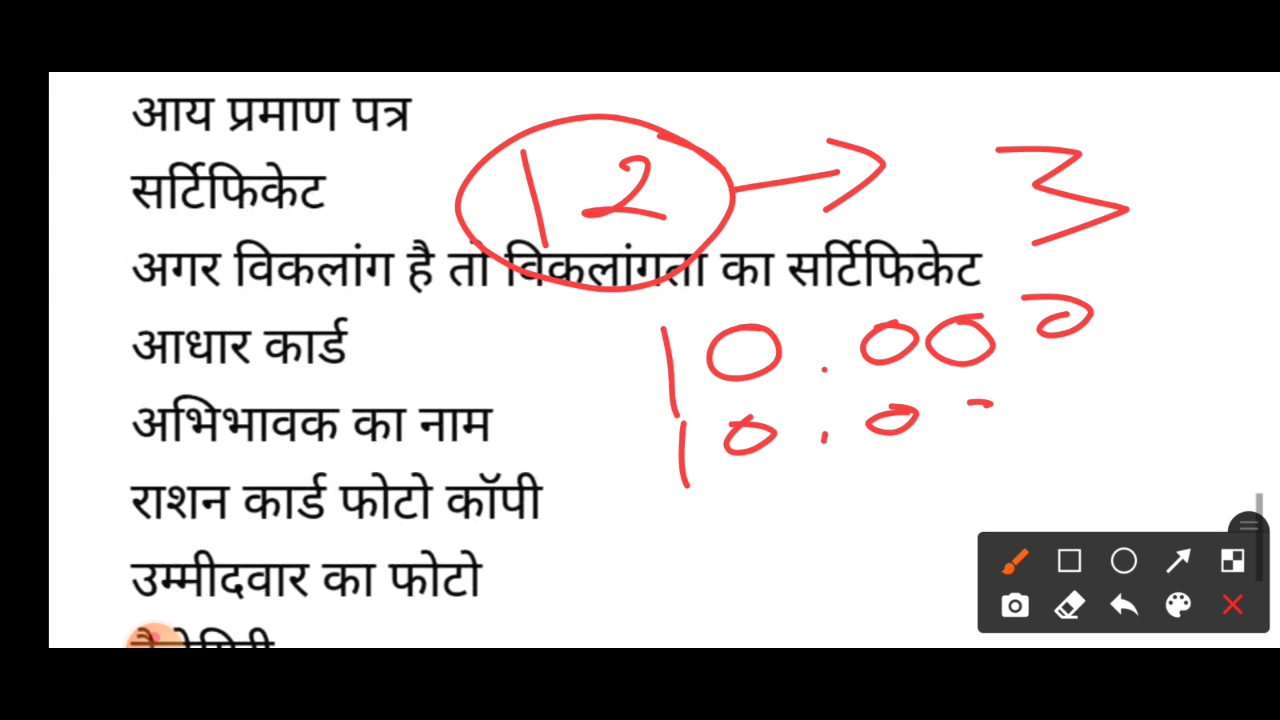 आय प्रमाण पत्र
सर्टिफिकेट
12
3
अगर विकलांग है तो विकलांगता का सर्टिफिकेट
10.000
आधार कार्ड
10.0
अभिभावक का नाम
राशन कार्ड फोटो कॉपी
उम्मीदवार का फोटो